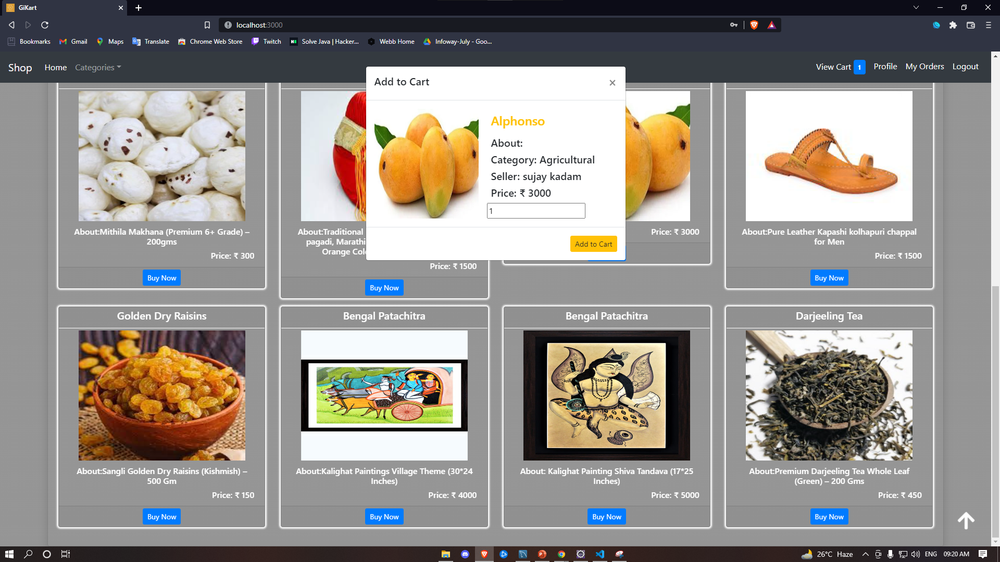 GiKart
localhost:3000
Bookmarks
Gmail
Maps
Translate
Chrome Web Store
Twitch
Solve Java | Hacker...
Webb Home
Infoway-July - Goo...
Shop
Home
Categories
View Cart 1
Profile
My Orders
Logout
Add to Cart
×
Alphonso
About:
Category: Agricultural
Seller: sujay kadam
Price: ₹ 3000
1
Add to Cart
About:Mithila Makhana (Premium 6+ Grade) –
200gms
Price: ₹ 300
Buy Now
About:Traditional
pagadi, Marathi
Price: ₹ 1500
Buy Now
Price: ₹ 3000
About:Pure Leather Kapashi kolhapuri chappal
for Men
Price: ₹ 1500
Buy Now
Golden Dry Raisins
About:Sangli Golden Dry Raisins (Kishmish) –
500 Gm
Price: ₹ 150
Buy Now
Bengal Patachitra
About:Kalighat Paintings Village Theme (30*24
Inches)
Price: ₹ 4000
Buy Now
Bengal Patachitra
About: Kalighat Painting Shiva Tandava (17*25
Inches)
Price: ₹ 5000
Buy Now
Darjeeling Tea
About:Premium Darjeeling Tea Whole Leaf
(Green) – 200 Gms
Price: ₹ 450
Buy Now
26°C Haze
ENG
09:20 AM